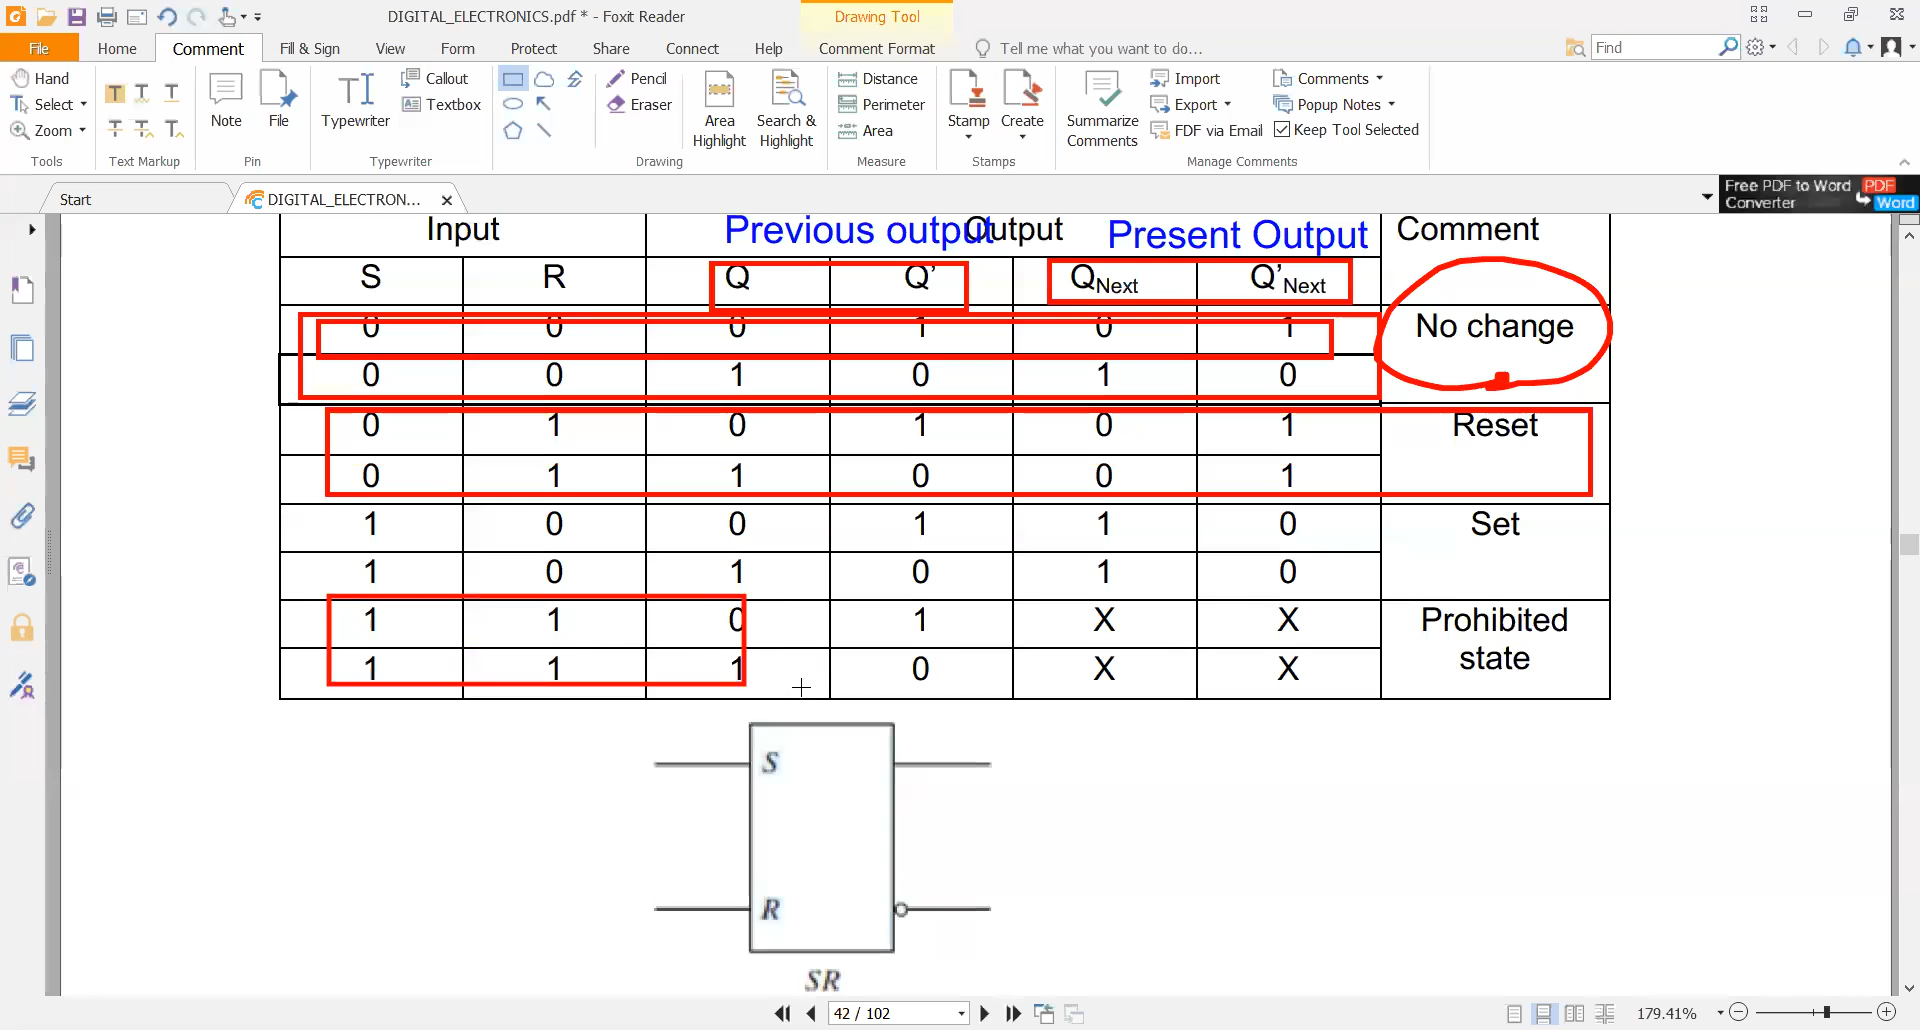 DIGITAL_ELECTRONICS.pdf * - Foxit Reader
Drawing Tool
File Home Comment Fill & Sign View Form Protect Share Connect Help Comment Format Tell me what you want to do... Find
Hand
Select
Zoom
Tools
Text Markup
Note
File
Pin
Typewriter
Callout
Textbox
Typewriter
Pencil
Eraser
Area Highlight
Search & Highlight
Drawing
Distance
Perimeter
Area
Measure
Stamp
Create
Stamps
Summarize Comments
Import
Export
FDF via Email
Comments
Popup Notes
Keep Tool Selected
Manage Comments
Start
DIGITAL_ELECTRON...
Free PDF to Word Converter
PDF
Word
Input Previous output Output Present Output Comment
S R Q Q' QNext Q'Next
0 0 0 1 0 1 No change
0 0 1 0 1 0
0 1 0 1 0 1 Reset
0 1 1 0 0 1
1 0 0 1 1 0 Set
1 0 1 0 1 0
1 1 0 1 X X Prohibited
state
1 1 1 0 X X
S
R
SR
42 / 102
179.41%